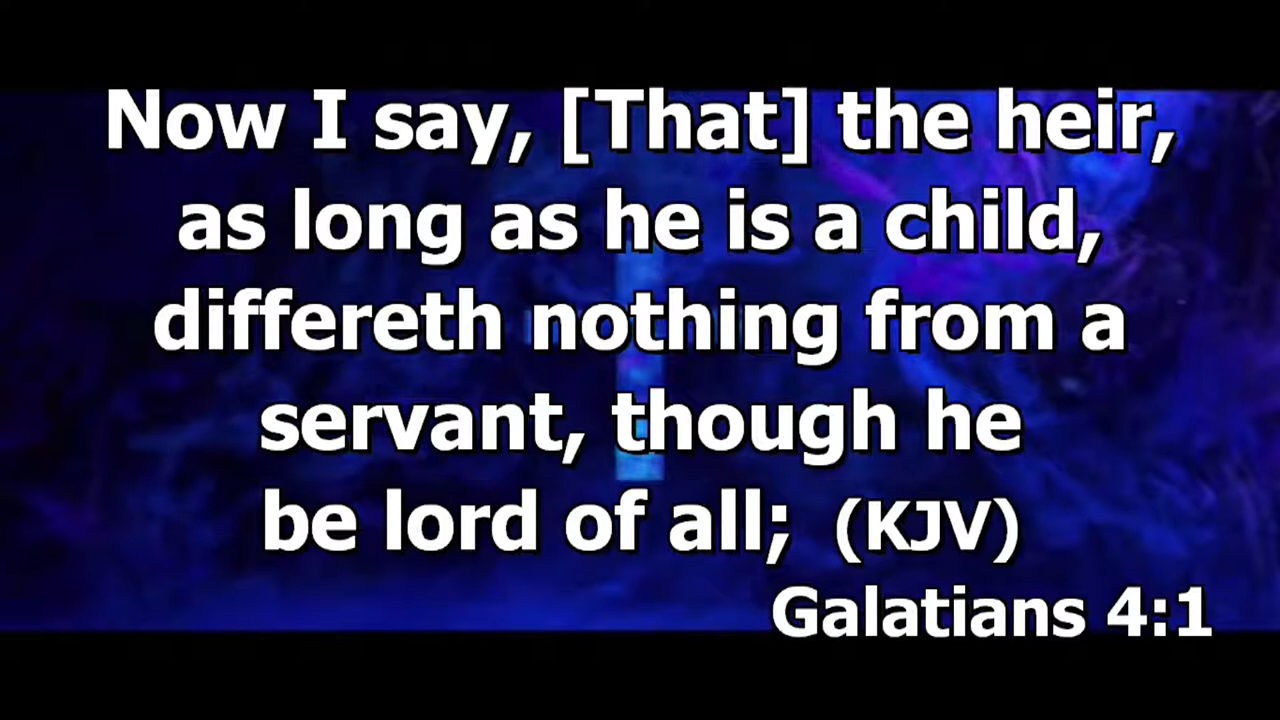 Now I say, [That] the heir,
as long as he is a child,
differeth nothing from a
servant, though he
be lord of all; (KJV)
Galatians 4:1